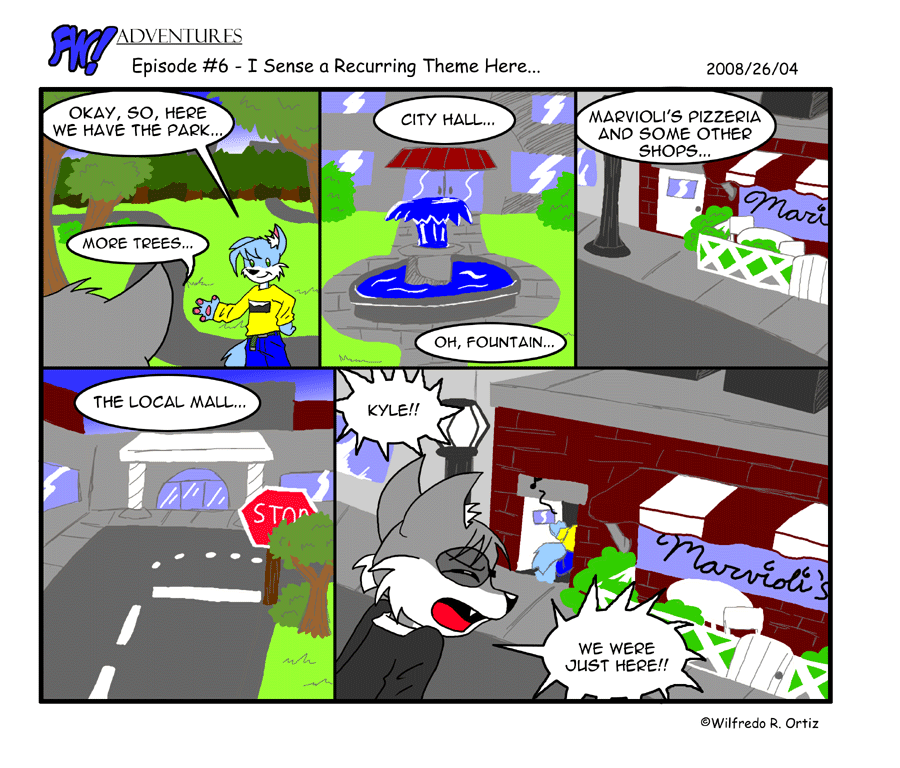 FW! ADVENTURES
Episode #6 - I Sense a Recurring Theme Here...
2008/26/04
OKAY, SO, HERE
WE HAVE THE PARK...
MORE TREES...
CITY HALL...
OH, FOUNTAIN...
MARVIOLI'S PIZZERIA
AND SOME OTHER
SHOPS...
Mari
THE LOCAL MALL...
STOP
KYLE!!
Marvioli's
WE WERE
JUST HERE!!
©Wilfredo R. Ortiz